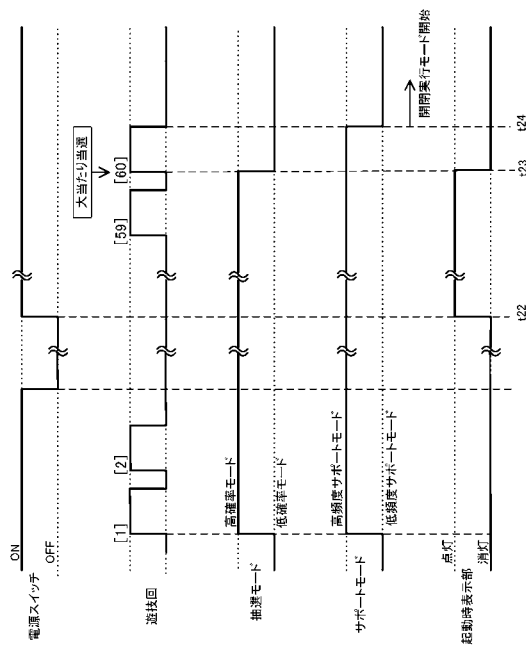 電源スイッチ
ON
OFF
遊技回
[1]
[2]
[59]
[60]
大当たり当選
抽選モード
高確率モード
低確率モード
サポートモード
高頻度サポートモード
低頻度サポートモード
開閉実行モード開始
起動時表示部
点灯
消灯
t22
t23
t24